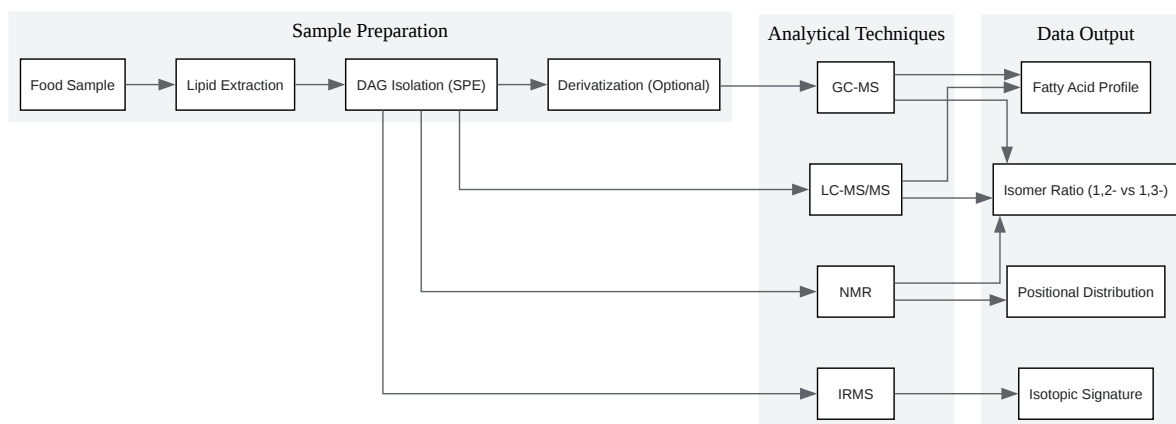 Sample Preparation
Analytical Techniques
Data Output
Food Sample
Lipid Extraction
DAG Isolation (SPE)
Derivatization (Optional)
GC-MS
Fatty Acid Profile
LC-MS/MS
Isomer Ratio (1,2- vs 1,3-)
NMR
Positional Distribution
IRMS
Isotopic Signature